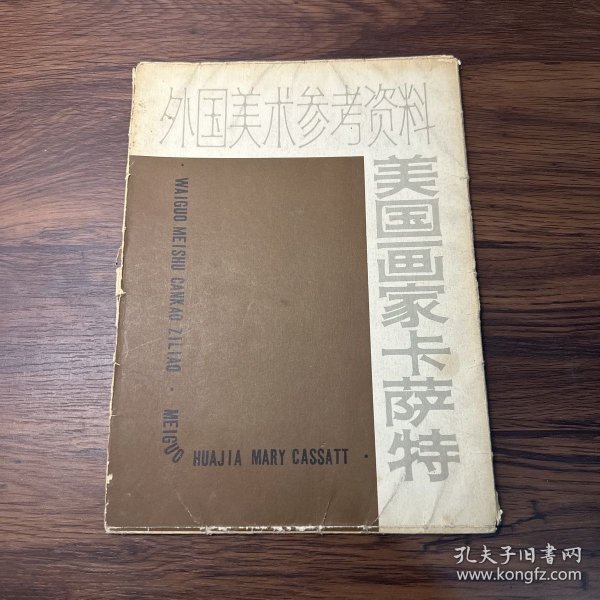 外国美术参考资料
美国画家卡萨特
· WAIGUO MEISHU CANKAO ZILIAO · MEIGUO HUAJIA MARY CASSATT ·
孔夫子旧书网
www.kongfz.com